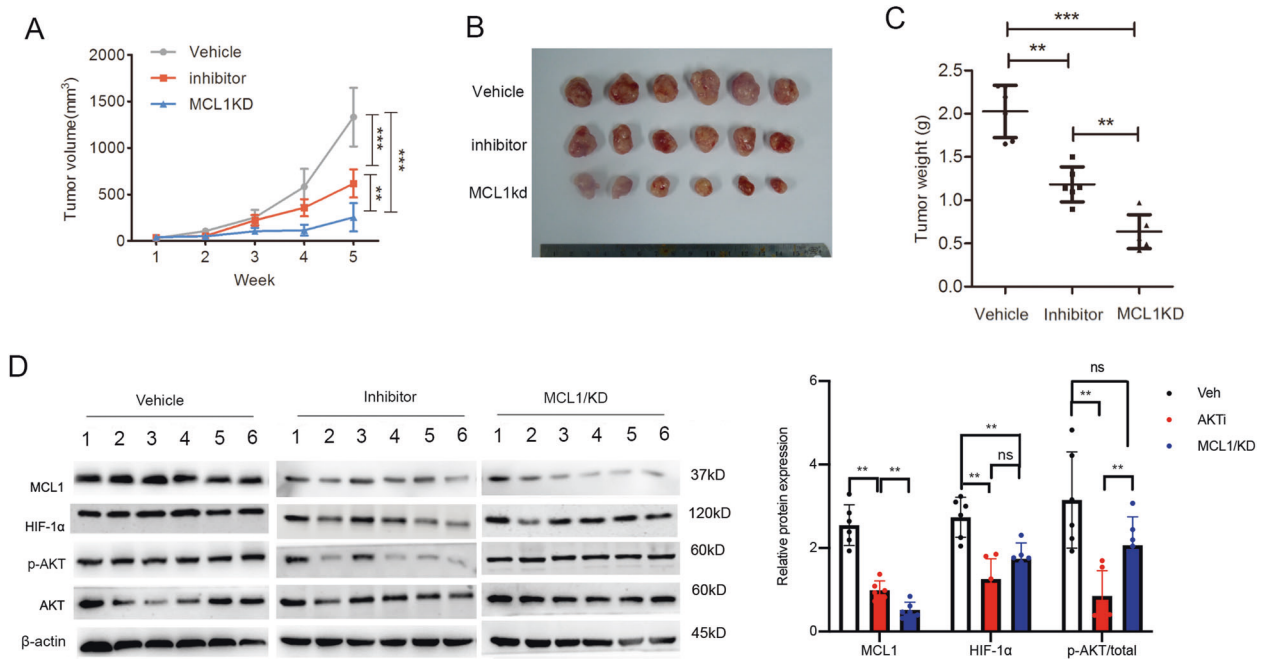 A
Vehicle
inhibitor
MCL1KD
Tumor volume(mm³)
2000
1500
1000
500
0
***
**
***
1 2 3 4 5
Week
B
Vehicle
inhibitor
MCL1kd
C
***
**
**
Tumor weight (g)
2.5
2.0
1.5
1.0
0.5
0.0
Vehicle Inhibitor MCL1KD
D
Vehicle Inhibitor MCL1/KD
1 2 3 4 5 6 1 2 3 4 5 6 1 2 3 4 5 6
MCL1 37kD
HIF-1α 120kD
p-AKT 60kD
AKT 60kD
β-actin 45kD
Relative protein expression
6
4
2
0
** **
** ns
**
ns
**
**
MCL1 HIF-1α p-AKT/total
Veh
AKTi
MCL1/KD